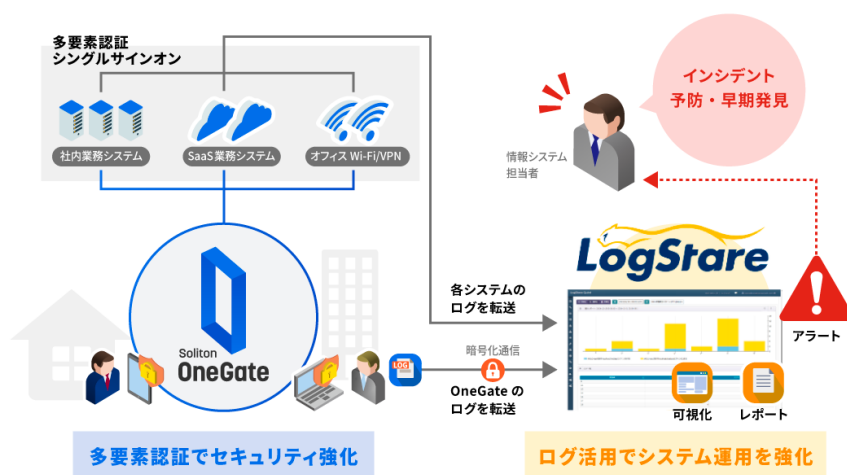 多要素認証
シングルサインオン
社内業務システム
SaaS業務システム
オフィス Wi-Fi/VPN
インシデント
予防・早期発見
情報システム
担当者
LogStare
Soliton
OneGate
各システムの
ログを転送
暗号化通信
LOG
OneGate の
ログを転送
アラート
可視化
レポート
多要素認証でセキュリティ強化
ログ活用でシステム運用を強化